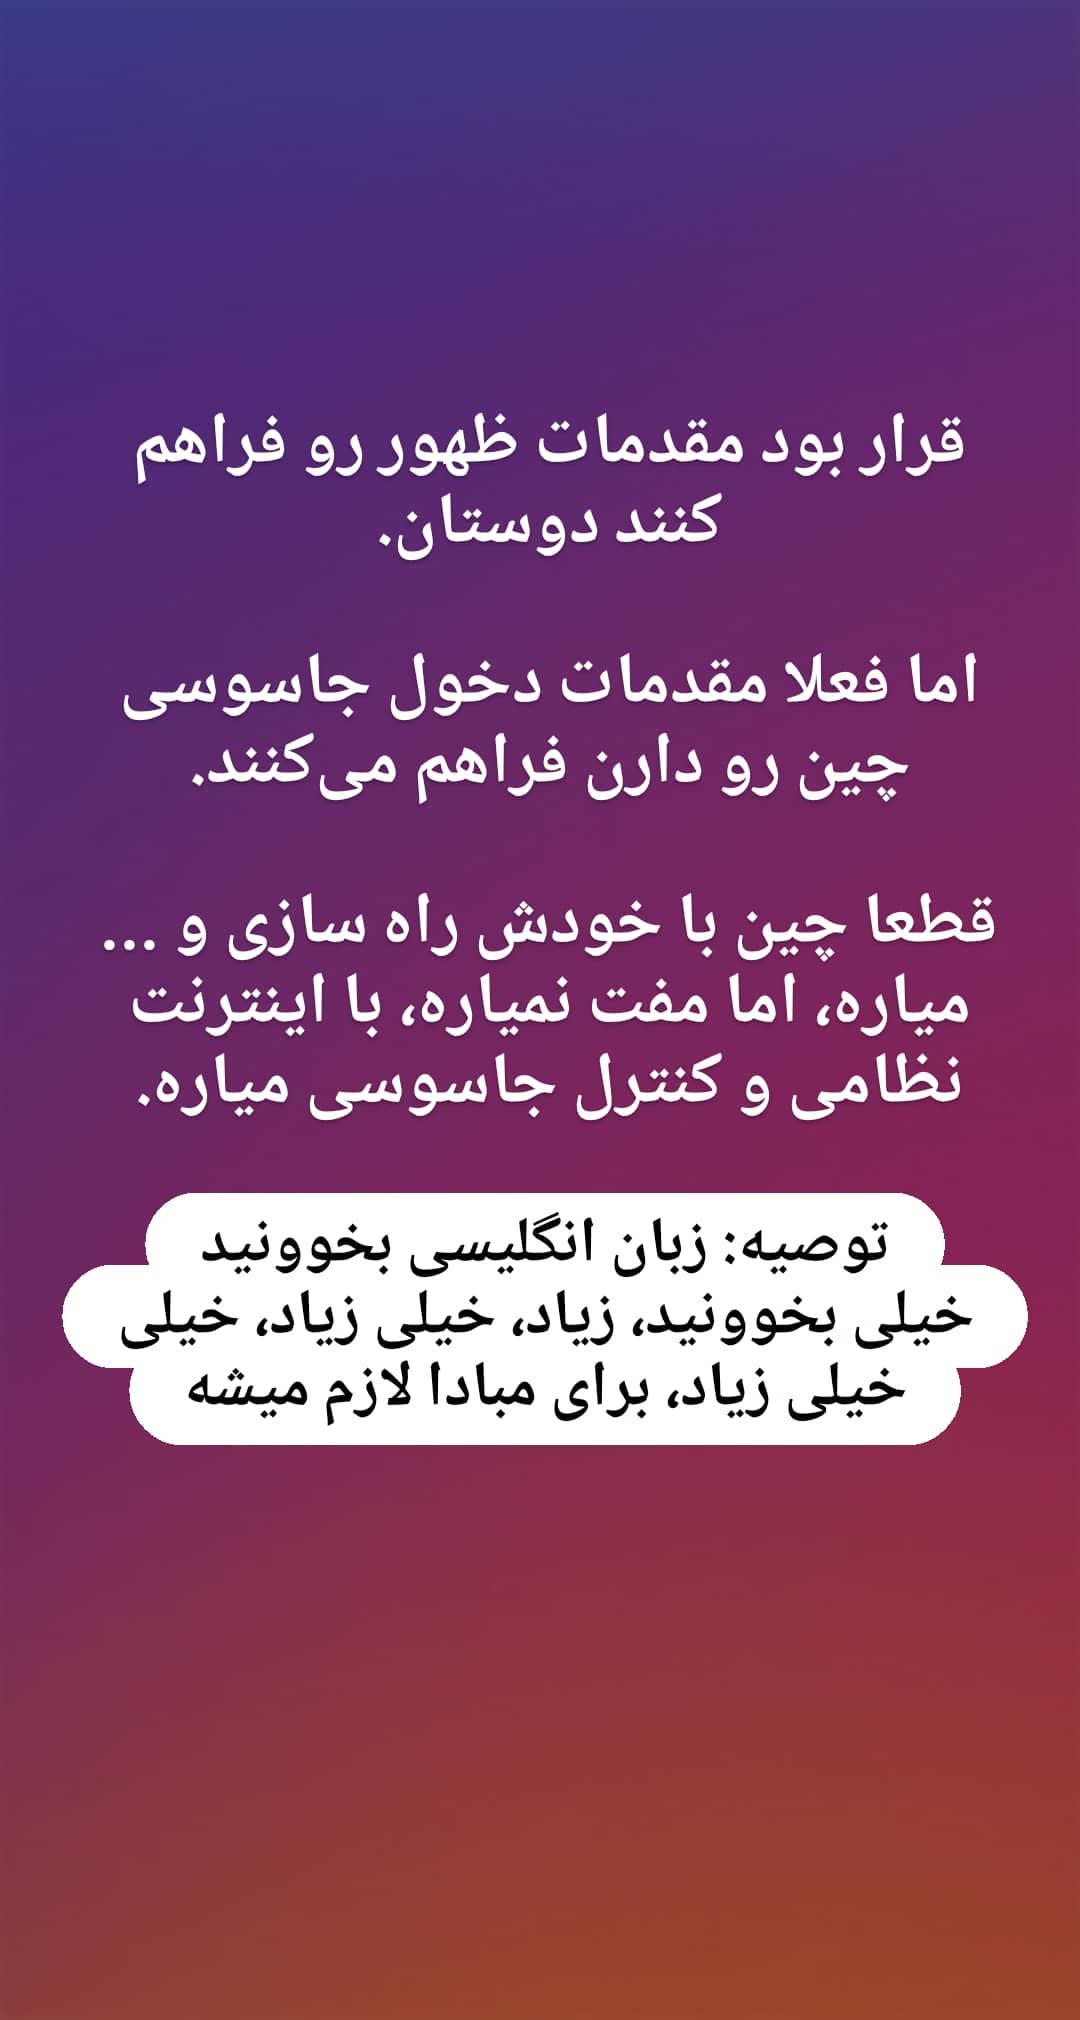 قرار بود مقدمات ظهور رو فراهم
کنند دوستان.
اما فعلا مقدمات دخول جاسوسی
چین رو دارن فراهم می‌کنند.
قطعا چین با خودش راه سازی و ...
میاره، اما مفت نمیاره، با اینترنت
نظامی و کنترل جاسوسی میاره.
توصیه: زبان انگلیسی بخوونید
خیلی بخوونید، زیاد، خیلی زیاد، خیلی
خیلی زیاد، برای مبادا لازم میشه